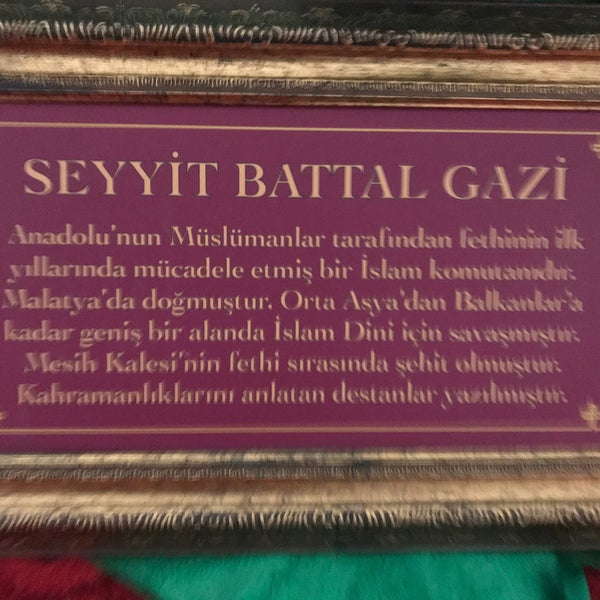 SEYYİT BATTAL GAZİ
Anadolu'nun Müslümanlar tarafından fethinin ilk
yıllarında mücadele etmiş bir İslam komutanıdır.
Malatya'da doğmuştur. Orta Asya'dan Balkanlar'a
kadar geniş bir alanda İslam Dini için savaşmıştır.
Mesih Kalesi"nin fethi sırasında şehit olmuştur.
Kahramanlıklarını anlatan destanlar yazılmıştır.